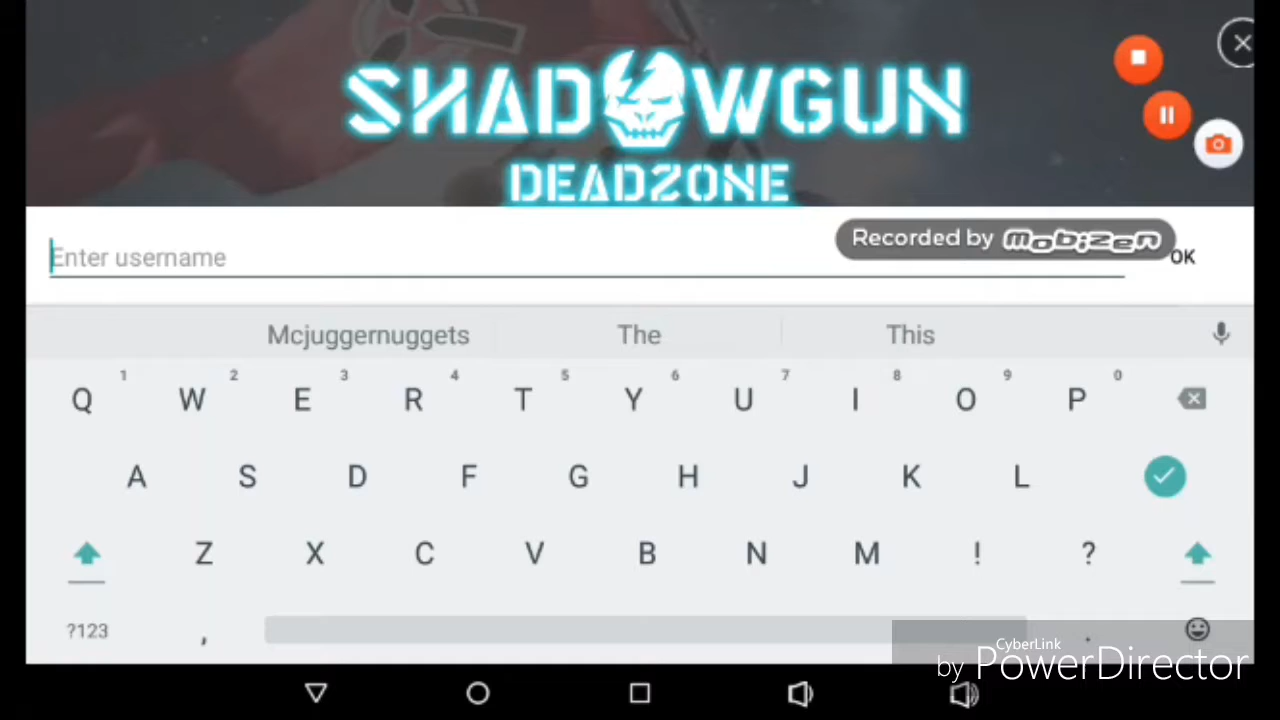 SHADOWGUN
DEADZONE
Enter username
Recorded by mobizen
OK
Mcjuggernuggets The This
1 2 3 4 5 6 7 8 9 0
Q W E R T Y U I O P
A S D F G H J K L
Z X C V B N M ! ?
?123 , .
CyberLink
by PowerDirector